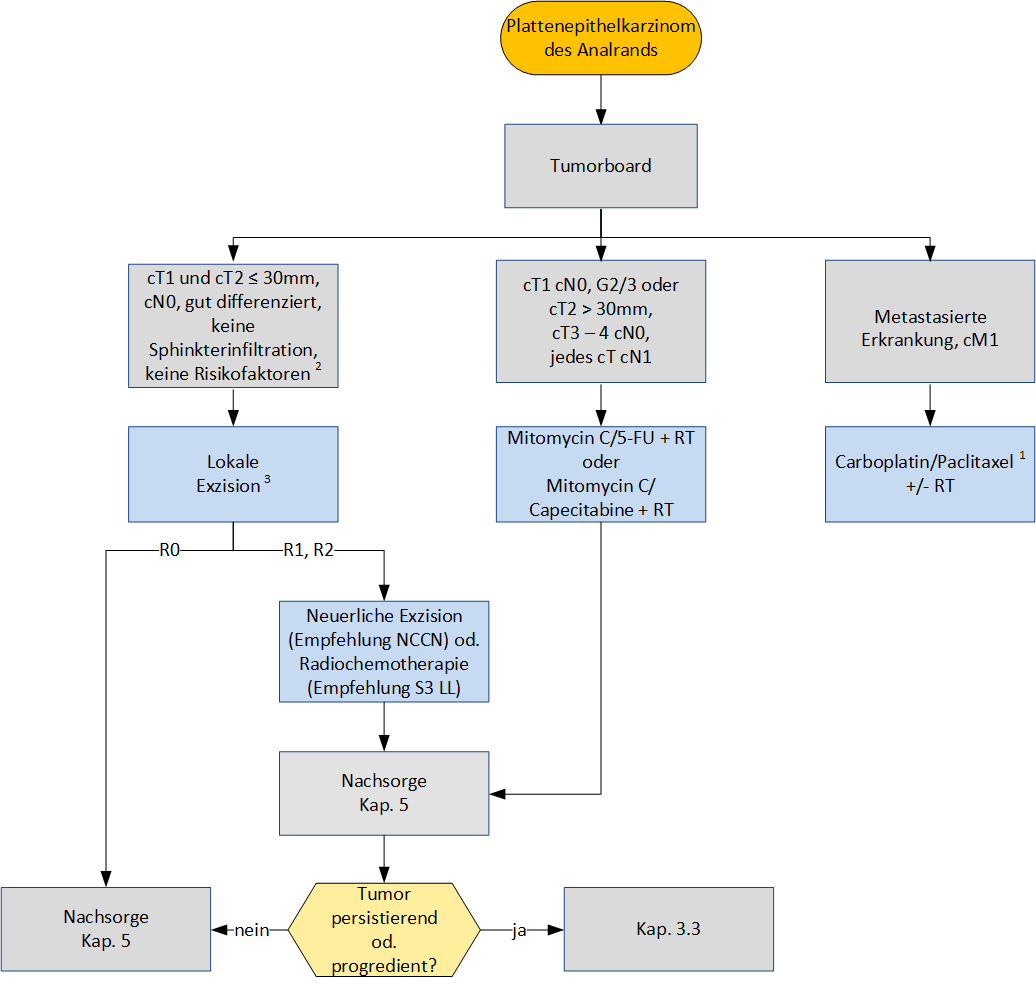 Plattenepithelkarzinom
des Analrands
Tumorboard
cT1 und cT2 ≤ 30mm,
cN0, gut differenziert,
keine
Sphinkterinfiltration,
keine Risikofaktoren ²
cT1 cN0, G2/3 oder
cT2 > 30mm,
cT3 – 4 cN0,
jedes cT cN1
Metastasierte
Erkrankung, cM1
Lokale
Exzision ³
Mitomycin C/5-FU + RT
oder
Mitomycin C/
Capecitabine + RT
Carboplatin/Paclitaxel ¹
+/- RT
R0
R1, R2
Neuerliche Exzision
(Empfehlung NCCN) od.
Radiochemotherapie
(Empfehlung S3 LL)
Nachsorge
Kap. 5
Nachsorge
Kap. 5
nein
Tumor
persistierend
od.
progredient?
ja
Kap. 3.3